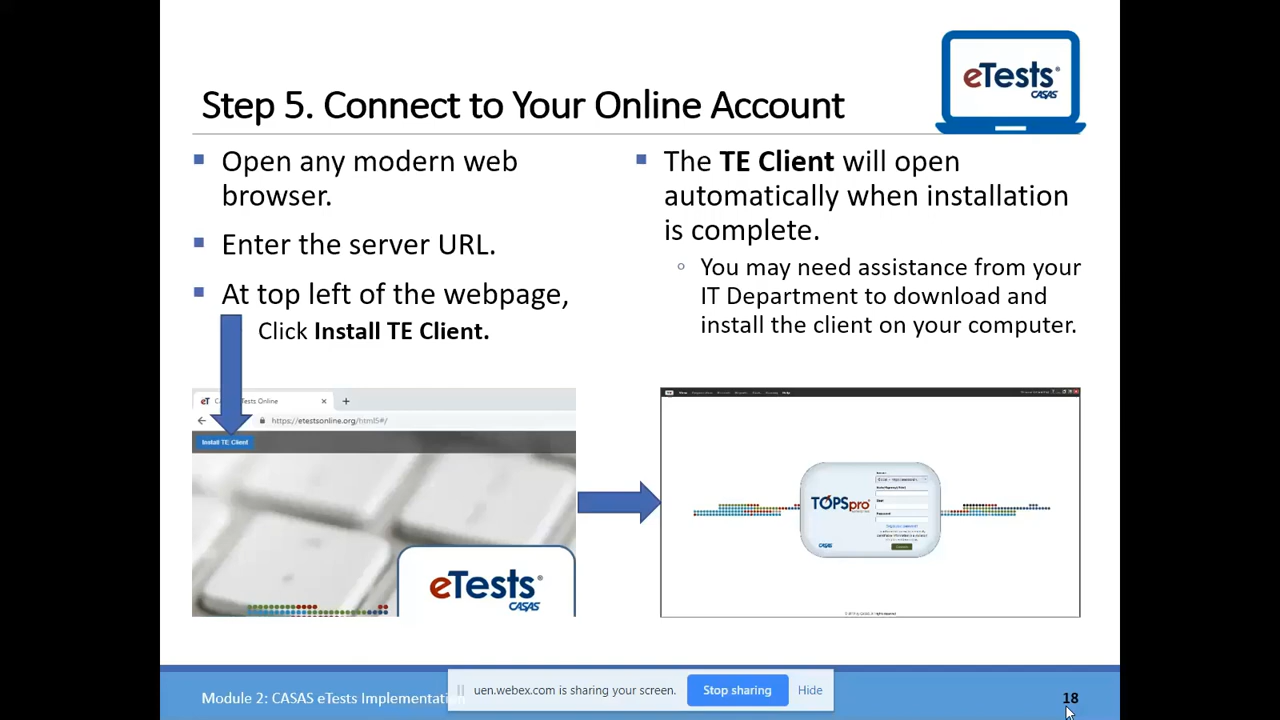 Step 5. Connect to Your Online Account
eTests®
CASAS
Open any modern web
browser.
Enter the server URL.
At top left of the webpage,
Click Install TE Client.
The TE Client will open
automatically when installation
is complete.
You may need assistance from your
IT Department to download and
install the client on your computer.
https://etestsonline.org/html5#/
Install TE Client
eTests®
CASAS
TOPSpro
CASAS
Module 2: CASAS eTests
uen.webex.com is sharing your screen.
Stop sharing
Hide
18